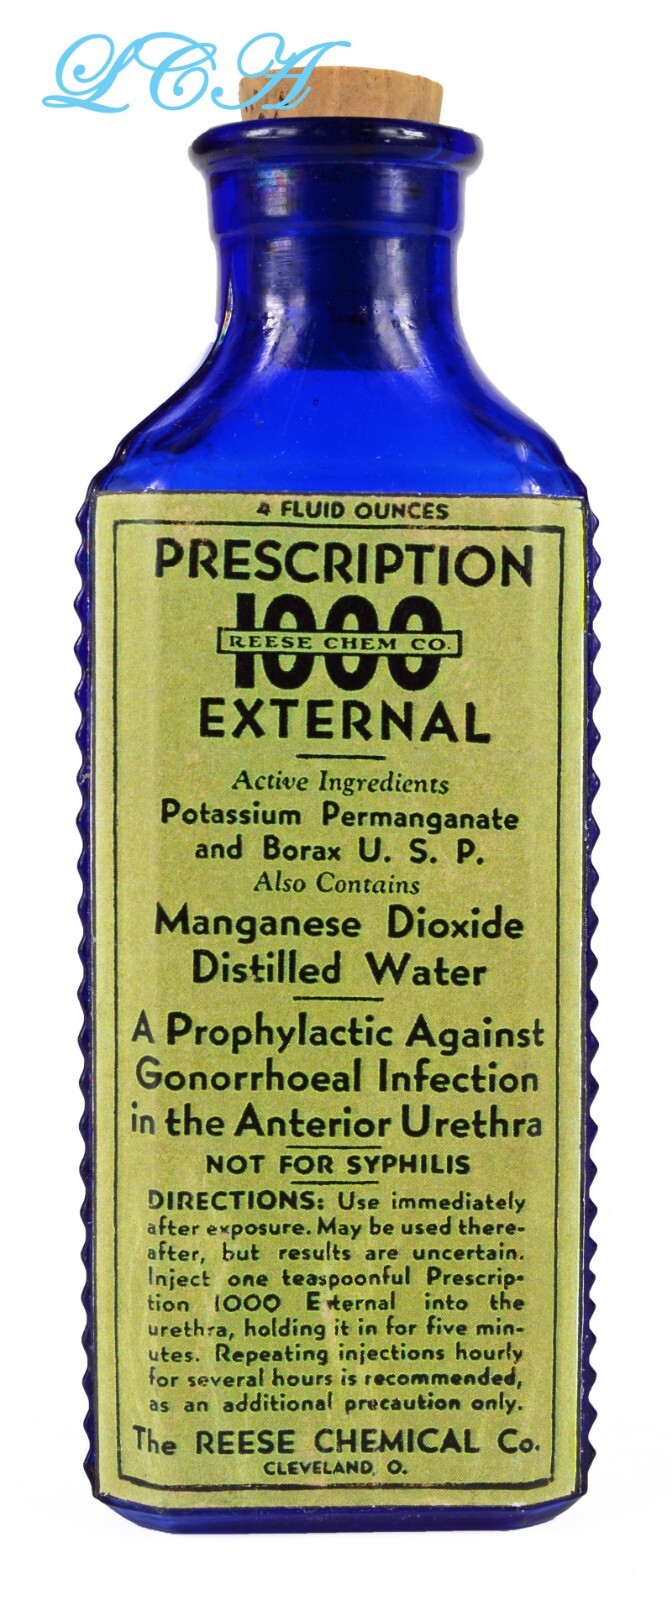 LCA
4 FLUID OUNCES
PRESCRIPTION
1000
REESE CHEM CO.
EXTERNAL
Active Ingredients
Potassium Permanganate
and Borax U. S. P.
Also Contains
Manganese Dioxide
Distilled Water
A Prophylactic Against
Gonorrhoeal Infection
in the Anterior Urethra
NOT FOR SYPHILIS
DIRECTIONS: Use immediately
after exposure. May be used there-
after, but results are uncertain.
Inject one teaspoonful Prescrip-
tion 1000 External into the
urethra, holding it in for five min-
utes. Repeating injections hourly
for several hours is recommended,
as an additional precaution only.
The REESE CHEMICAL Co.
CLEVELAND, O.